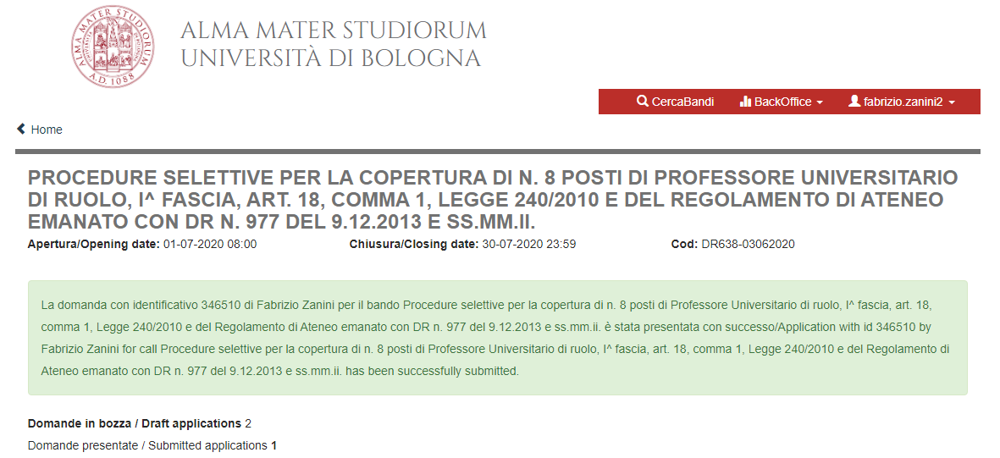 ALMA MATER STUDIORUM
A.D. 1088
ALMA MATER STUDIORUM
UNIVERSITÀ DI BOLOGNA
CercaBandi BackOffice fabrizio.zanini2
Home
PROCEDURE SELETTIVE PER LA COPERTURA DI N. 8 POSTI DI PROFESSORE UNIVERSITARIO
DI RUOLO, I^ FASCIA, ART. 18, COMMA 1, LEGGE 240/2010 E DEL REGOLAMENTO DI ATENEO
EMANATO CON DR N. 977 DEL 9.12.2013 E SS.MM.II.
Apertura/Opening date: 01-07-2020 08:00 Chiusura/Closing date: 30-07-2020 23:59 Cod: DR638-03062020
La domanda con identificativo 346510 di Fabrizio Zanini per il bando Procedure selettive per la copertura di n. 8 posti di Professore Universitario di ruolo, I^ fascia, art. 18,
comma 1, Legge 240/2010 e del Regolamento di Ateneo emanato con DR n. 977 del 9.12.2013 e ss.mm.ii. è stata presentata con successo/Application with id 346510 by
Fabrizio Zanini for call Procedure selettive per la copertura di n. 8 posti di Professore Universitario di ruolo, I^ fascia, art. 18, comma 1, Legge 240/2010 e del Regolamento di
Ateneo emanato con DR n. 977 del 9.12.2013 e ss.mm.ii. has been successfully submitted.
Domande in bozza / Draft applications 2
Domande presentate / Submitted applications 1